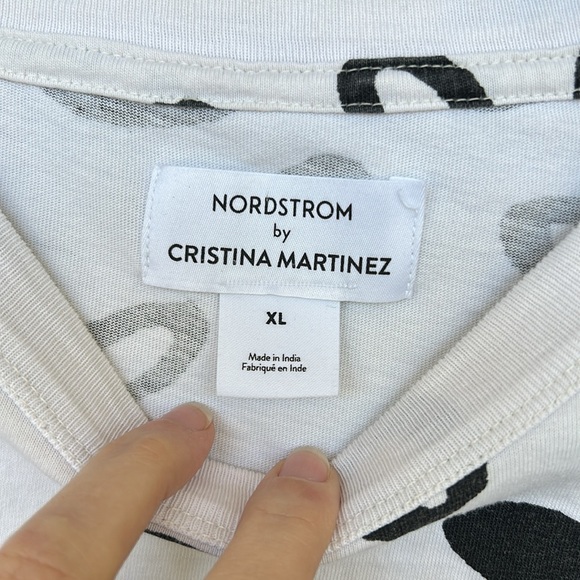 NORDSTROM
by
CRISTINA MARTINEZ
XL
Made in India
Fabriqué en Inde